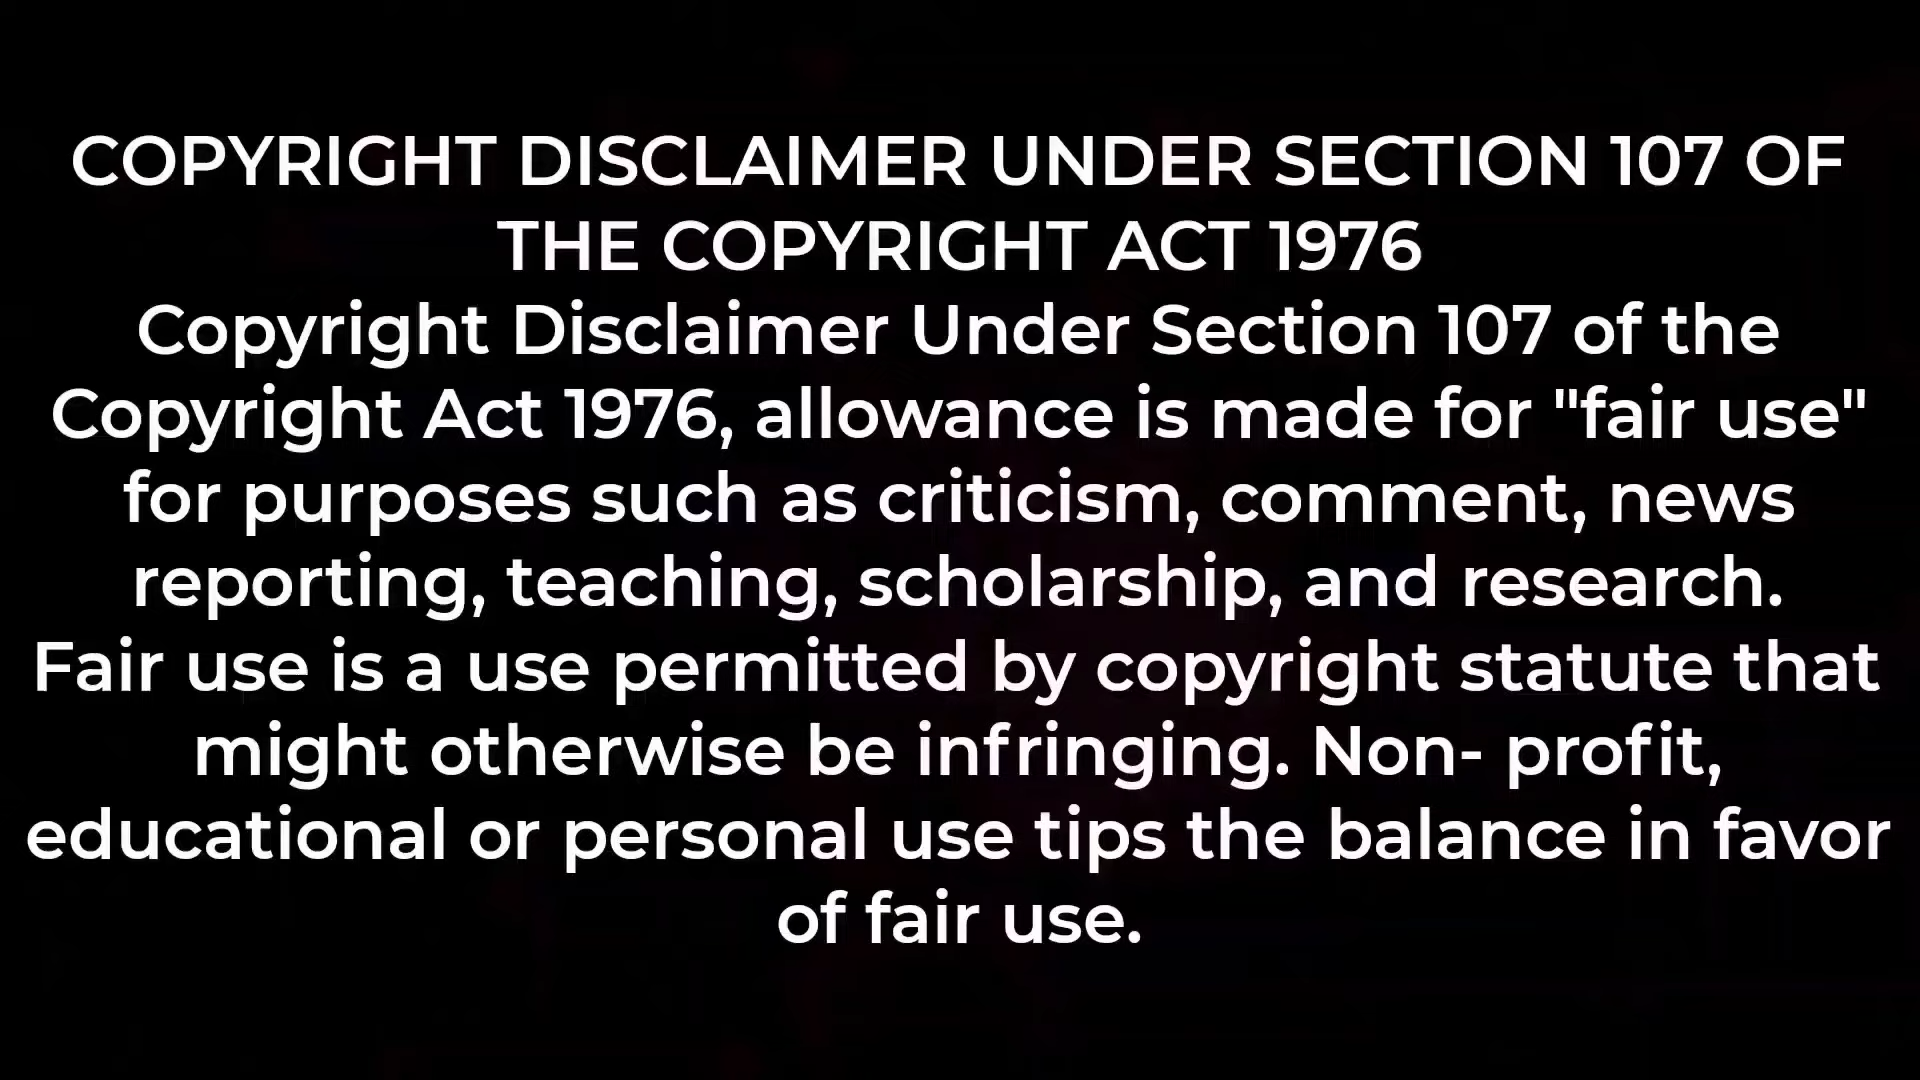 COPYRIGHT DISCLAIMER UNDER SECTION 107 OF
THE COPYRIGHT ACT 1976
Copyright Disclaimer Under Section 107 of the
Copyright Act 1976, allowance is made for "fair use"
for purposes such as criticism, comment, news
reporting, teaching, scholarship, and research.
Fair use is a use permitted by copyright statute that
might otherwise be infringing. Non- profit,
educational or personal use tips the balance in favor
of fair use.